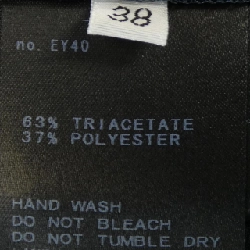 38
no. EY40
63% TRIACETATE
37% POLYESTER
HAND WASH
DO NOT BLEACH
DO NOT TUMBLE DRY